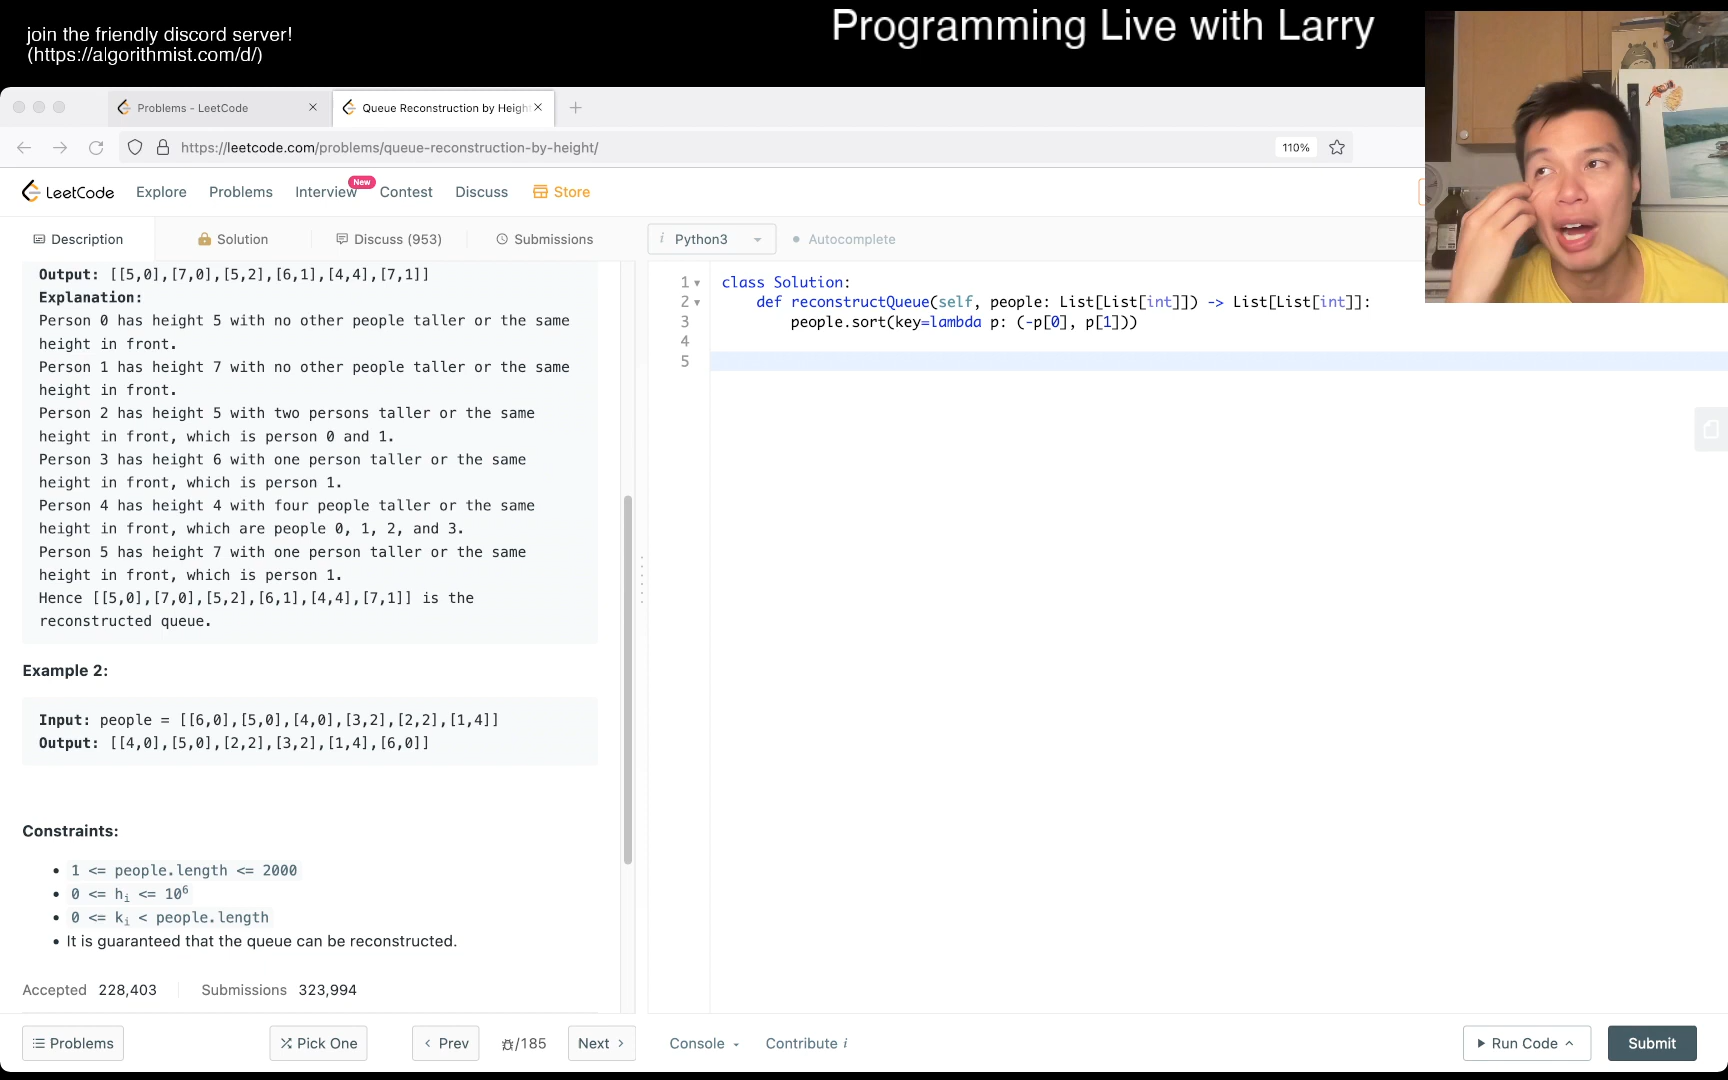 join the friendly discord server!
(https://algorithmist.com/d/)
Programming Live with Larry
Problems - LeetCode
Queue Reconstruction by Heigh
https://leetcode.com/problems/queue-reconstruction-by-height/
110%
LeetCode
Explore
Problems
Interview
New
Contest
Discuss
Store
Description
Solution
Discuss (953)
Submissions
i Python3
Autocomplete
Output: [[5,0],[7,0],[5,2],[6,1],[4,4],[7,1]]
Explanation:
Person 0 has height 5 with no other people taller or the same
height in front.
Person 1 has height 7 with no other people taller or the same
height in front.
Person 2 has height 5 with two persons taller or the same
height in front, which is person 0 and 1.
Person 3 has height 6 with one person taller or the same
height in front, which is person 1.
Person 4 has height 4 with four people taller or the same
height in front, which are people 0, 1, 2, and 3.
Person 5 has height 7 with one person taller or the same
height in front, which is person 1.
Hence [[5,0],[7,0],[5,2],[6,1],[4,4],[7,1]] is the
reconstructed queue.
Example 2:
Input: people = [[6,0],[5,0],[4,0],[3,2],[2,2],[1,4]]
Output: [[4,0],[5,0],[2,2],[3,2],[1,4],[6,0]]
Constraints:
• 1 <= people.length <= 2000
• 0 <= hi <= 10⁶
• 0 <= ki < people.length
• It is guaranteed that the queue can be reconstructed.
Accepted 228,403
Submissions 323,994
1 class Solution:
2 def reconstructQueue(self, people: List[List[int]]) -> List[List[int]]:
3 people.sort(key=lambda p: (-p[0], p[1]))
4
5
Problems
Pick One
< Prev
/185
Next >
Console
Contribute i
Run Code
Submit